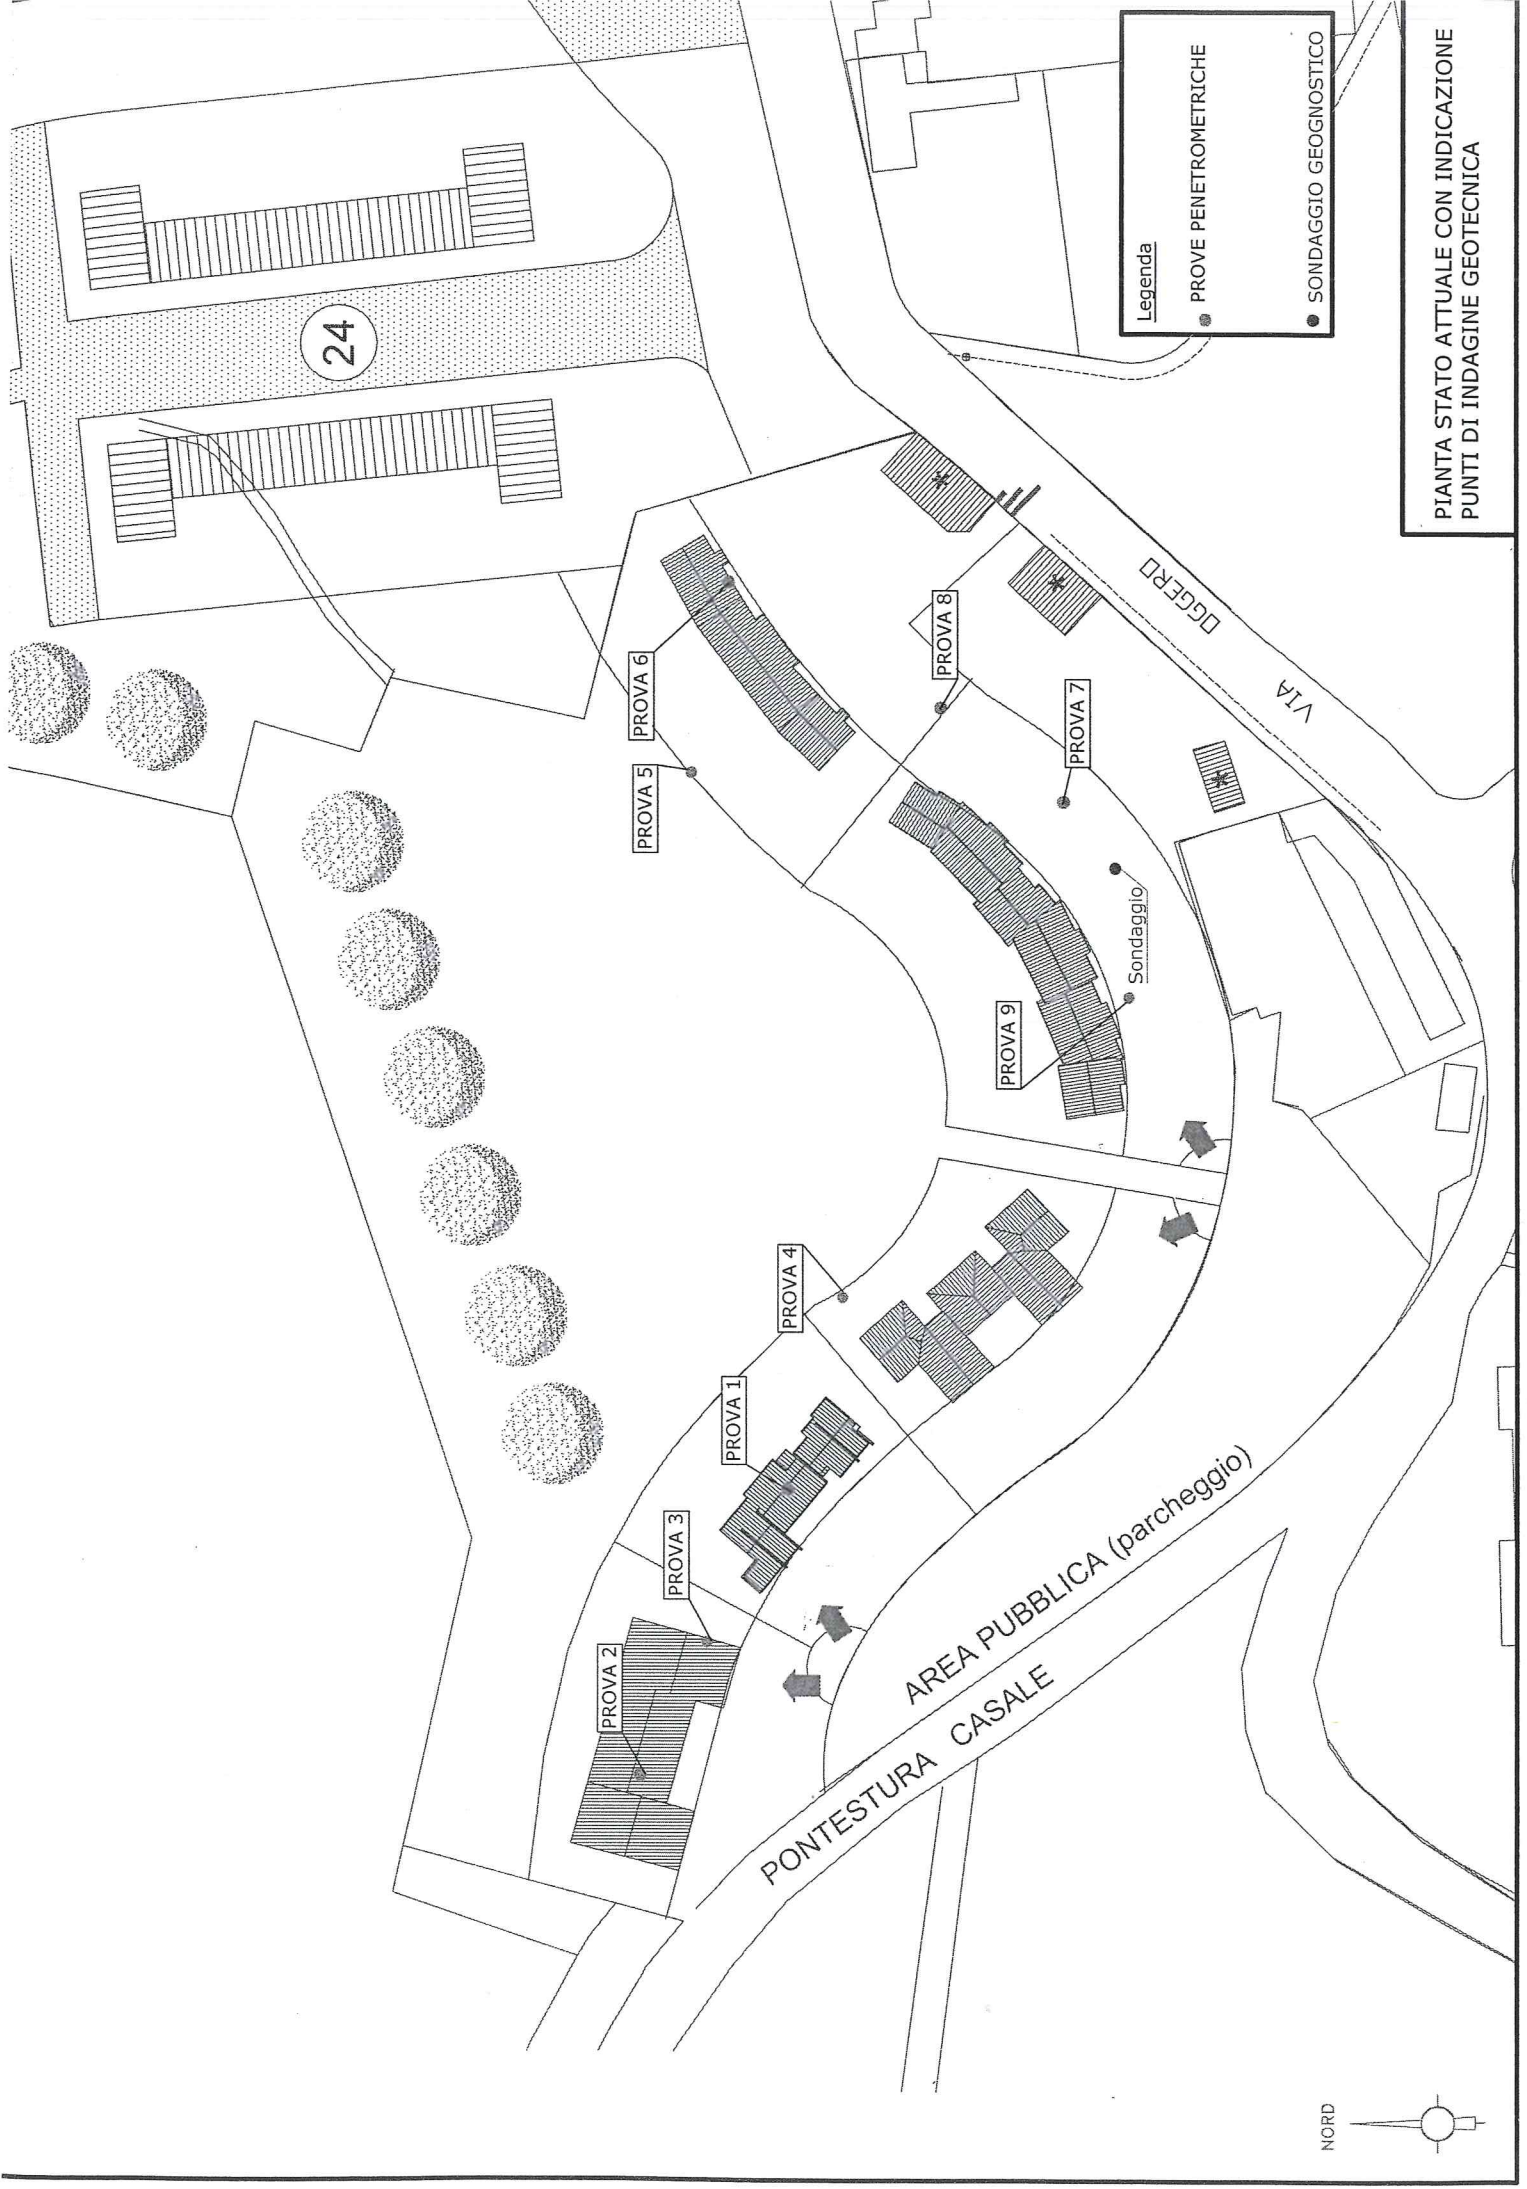 24
PROVA 6
PROVA 5
PROVA 8
PROVA 7
Sondaggio
PROVA 9
PROVA 4
PROVA 1
PROVA 3
PROVA 2
VIA OGGERO
AREA PUBBLICA (parcheggio)
PONTESTURA CASALE
NORD
Legenda
PROVE PENETROMETRICHE
SONDAGGIO GEOGNOSTICO
PIANTA STATO ATTUALE CON INDICAZIONE
PUNTI DI INDAGINE GEOTECNICA